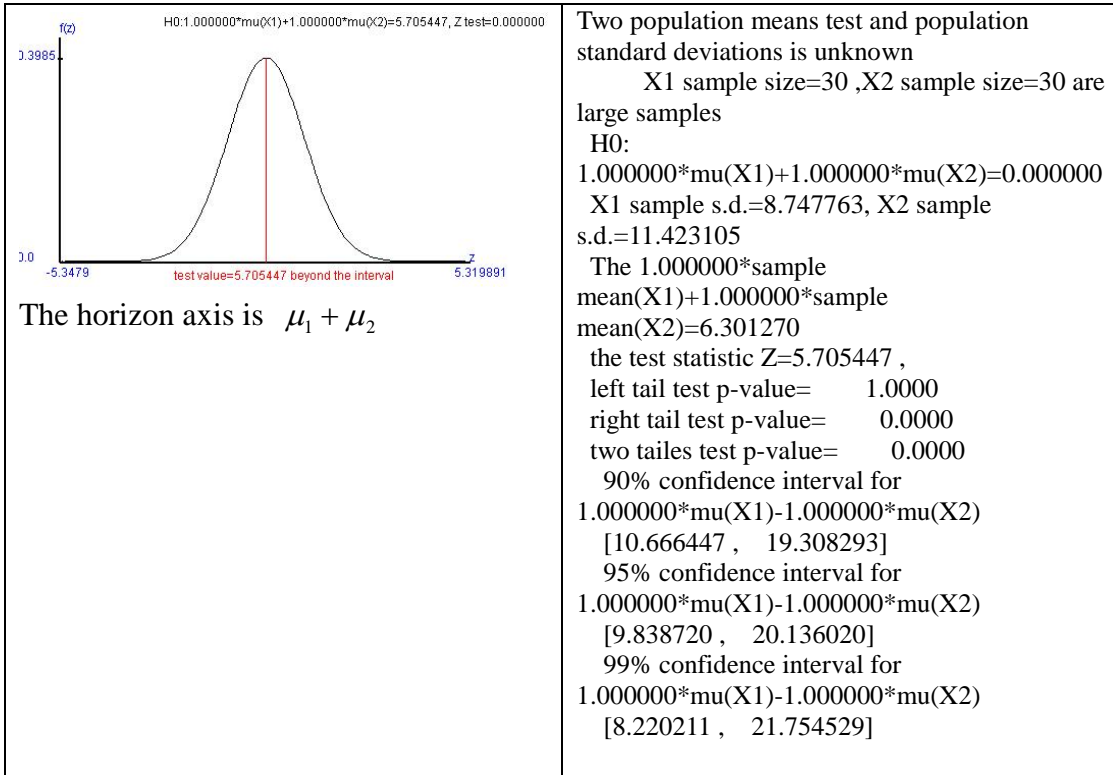 H0:1.000000*mu(X1)+1.000000*mu(X2)=5.705447, Z test=0.000000
f(z)
0.3985
0.0
z
-5.3479
test value=5.705447 beyond the interval
5.319891
The horizon axis is μ₁ + μ₂
Two population means test and population
standard deviations is unknown
X1 sample size=30 ,X2 sample size=30 are
large samples
H0:
1.000000*mu(X1)+1.000000*mu(X2)=0.000000
X1 sample s.d.=8.747763, X2 sample
s.d.=11.423105
The 1.000000*sample
mean(X1)+1.000000*sample
mean(X2)=6.301270
the test statistic Z=5.705447 ,
left tail test p-value= 1.0000
right tail test p-value= 0.0000
two tailes test p-value= 0.0000
90% confidence interval for
1.000000*mu(X1)-1.000000*mu(X2)
[10.666447 , 19.308293]
95% confidence interval for
1.000000*mu(X1)-1.000000*mu(X2)
[9.838720 , 20.136020]
99% confidence interval for
1.000000*mu(X1)-1.000000*mu(X2)
[8.220211 , 21.754529]